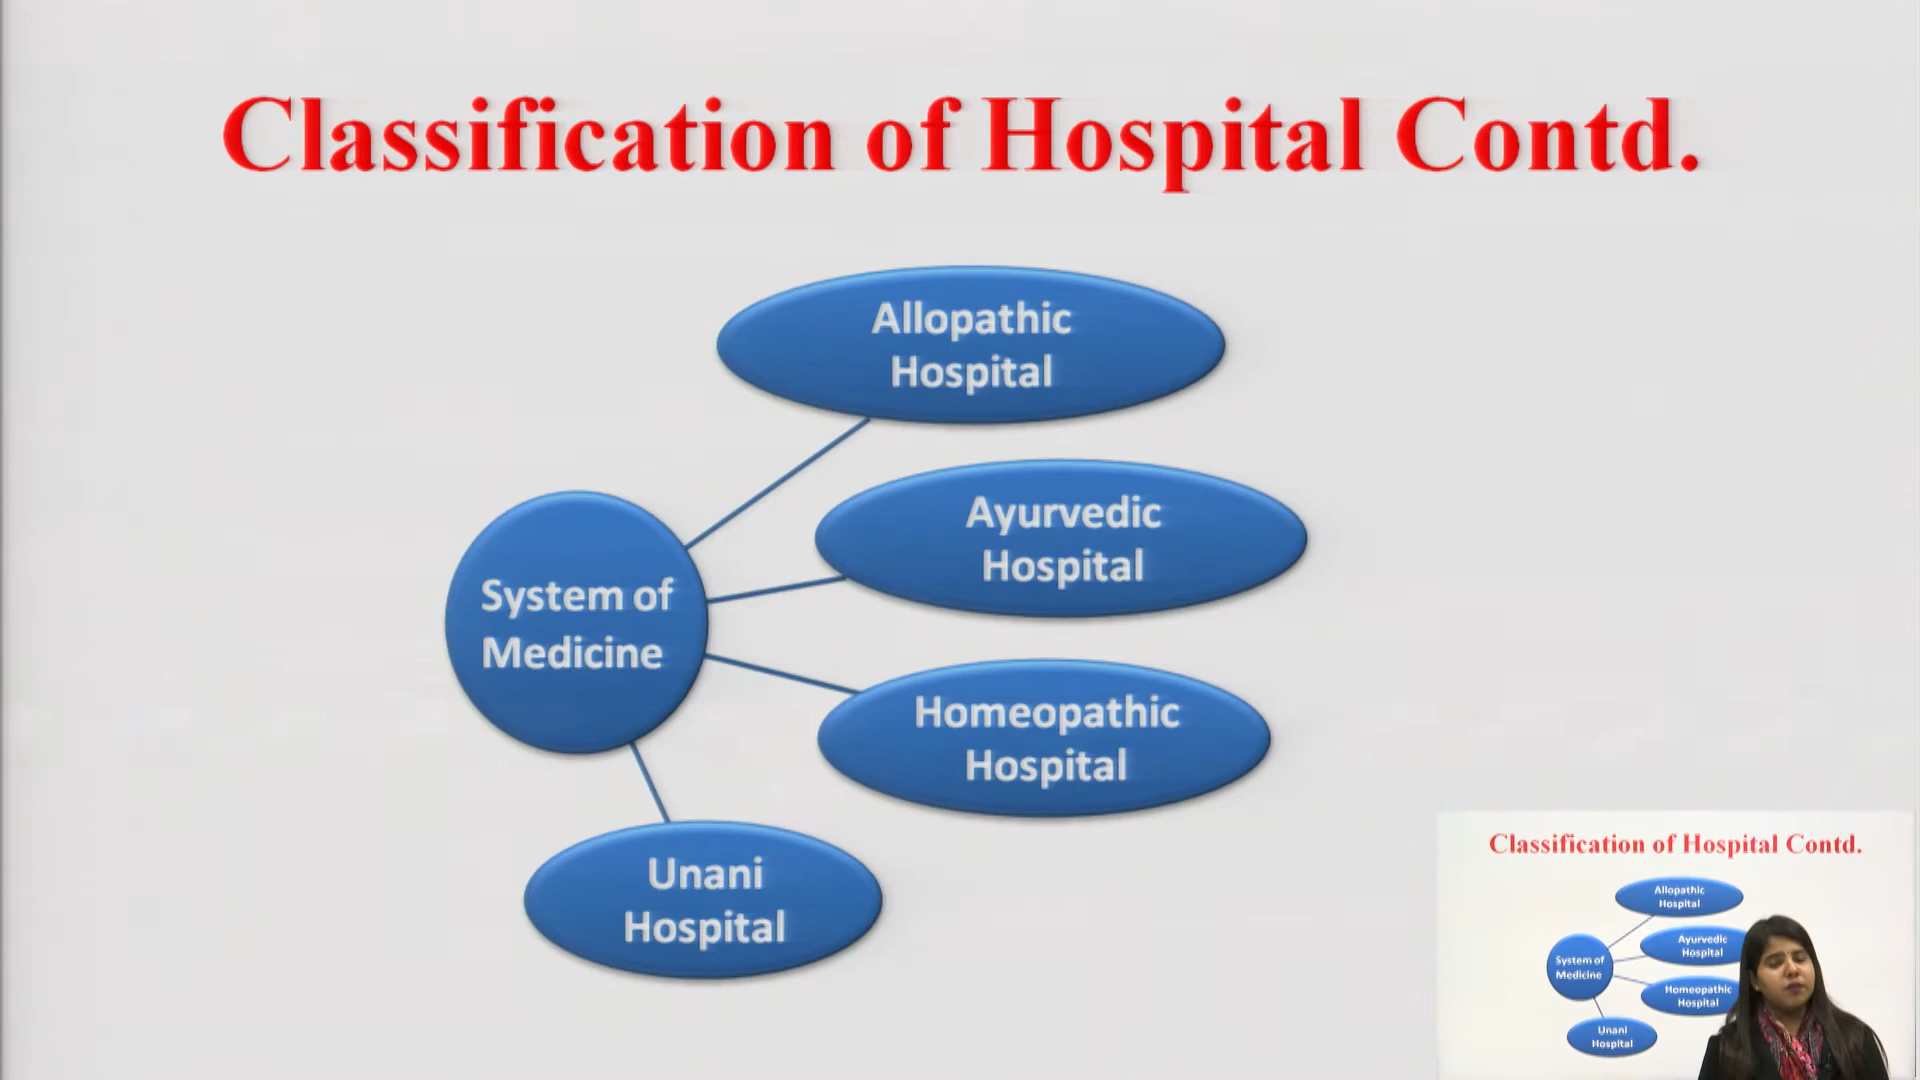 Classification of Hospital Contd.
Allopathic
Hospital
Ayurvedic
Hospital
System of
Medicine
Homeopathic
Hospital
Unani
Hospital
Classification of Hospital Contd.
Allopathic
Hospital
Ayurvedic
Hospital
System of
Medicine
Homeopathic
Hospital
Unani
Hospital